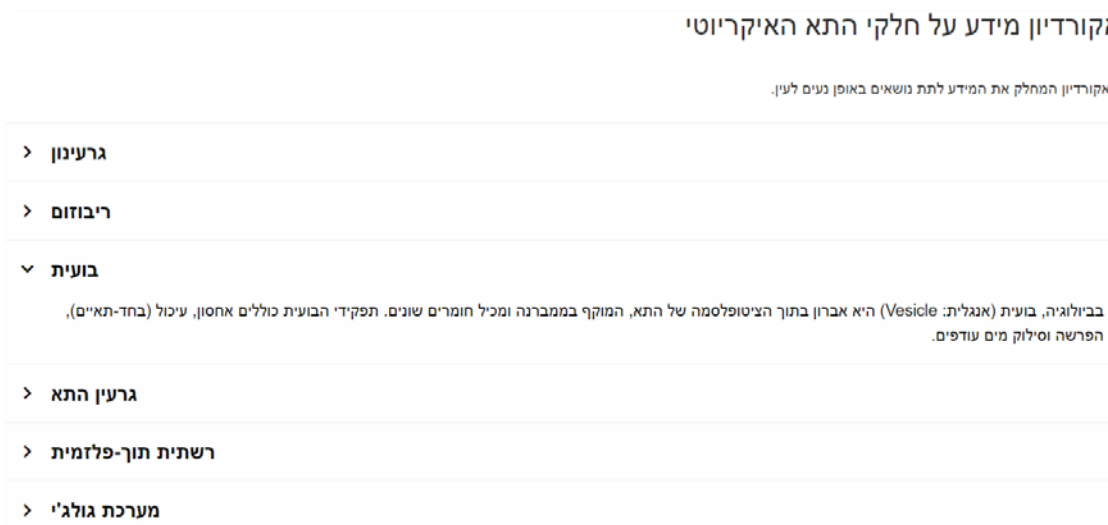 אקורדיון מידע על חלקי התא האיקריוטי
אקורדיון המחלק את המידע לתת נושאים באופן נעים לעין.
גרעינון
ריבוזום
בועית
בביולוגיה, בועית (אנגלית: Vesicle) היא אברון בתוך הציטופלסמה של התא, המוקף בממברנה ומכיל חומרים שונים. תפקידי הבועית כוללים אחסון, עיכול (בחד-תאיים),
הפרשה וסילוק מים עודפים.
גרעין התא
רשתית תוך-פלזמית
מערכת גולג'י